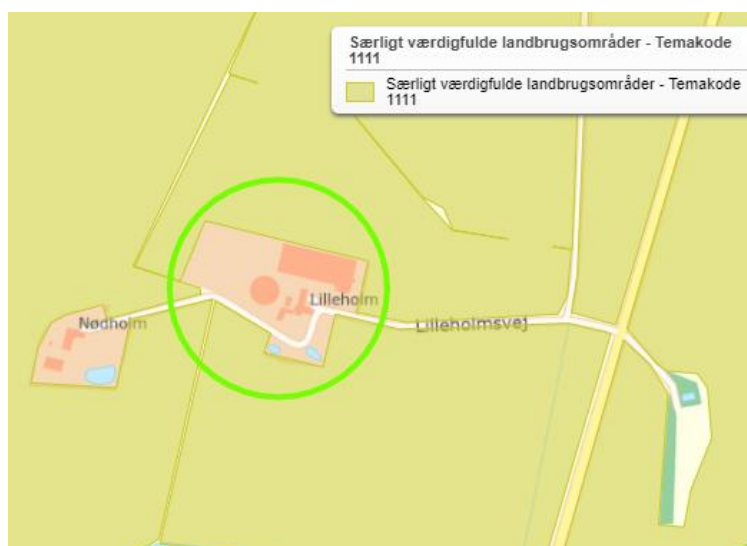 Særligt værdigfulde landbrugsområder - Temakode
1111
Særligt værdigfulde landbrugsområder - Temakode
1111
Lilleholm
Nødholm
Lilleholmsvej